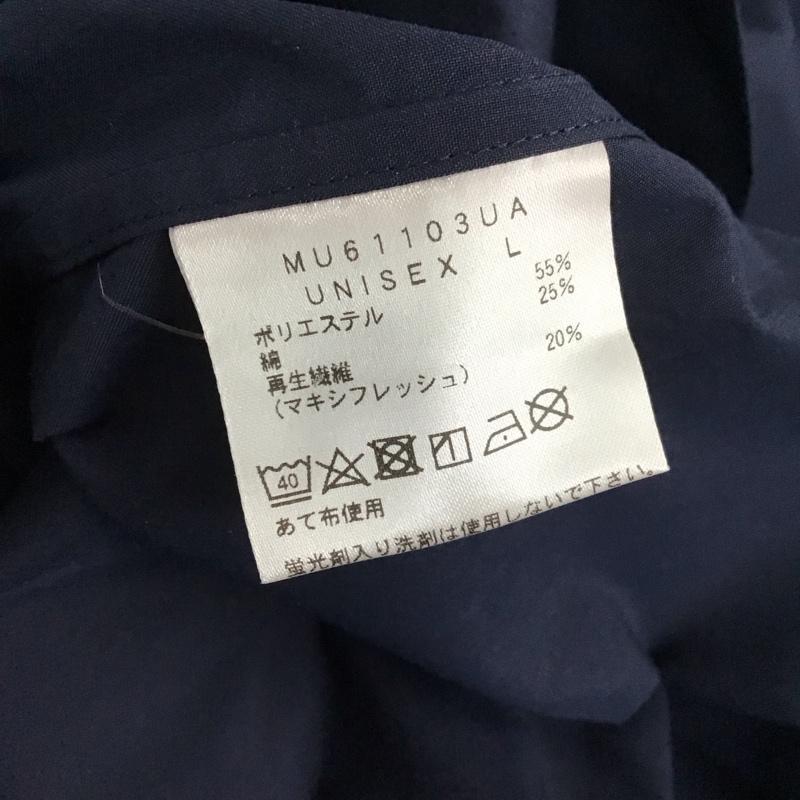 MU61103UA
UNISEX L
ポリエステル 55%
綿 25%
再生繊維 20%
(マキシフレッシュ)
40
あて布使用
蛍光剤入り洗剤は使用しないで下さい。